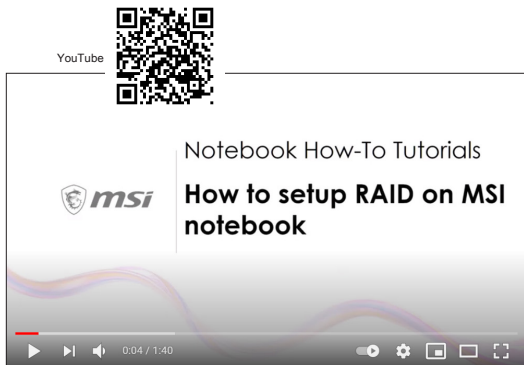 YouTube
Notebook How-To Tutorials
msi
How to setup RAID on MSI
notebook
0:04 / 1:40